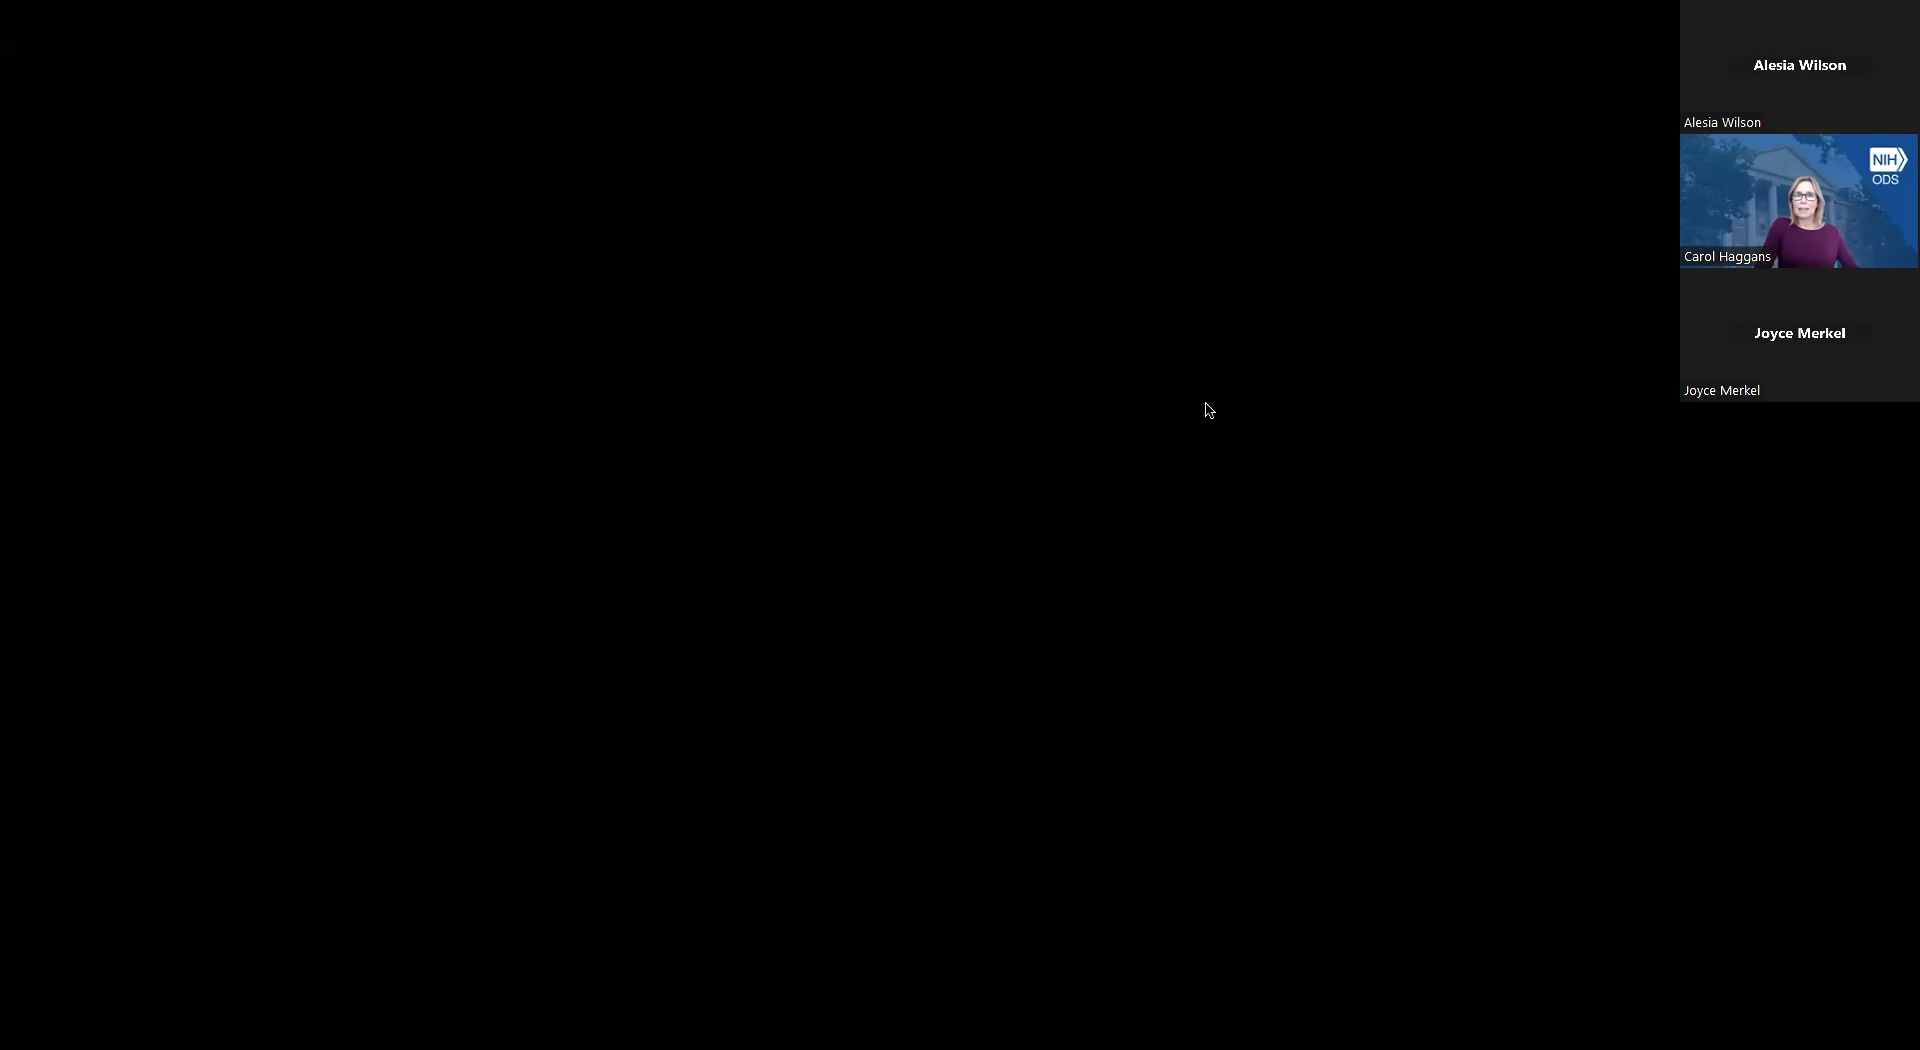 Alesia Wilson
Alesia Wilson
NIH
ODS
Carol Haggans
Joyce Merkel
Joyce Merkel